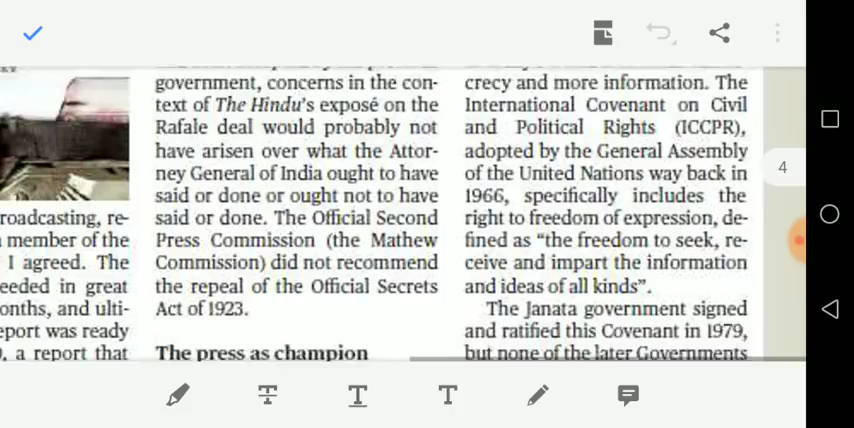 roadcasting, re-
member of the
I agreed. The
eeded in great
onths, and ulti-
eport was ready
, a report that
government, concerns in the con-
text of The Hindu's exposé on the
Rafale deal would probably not
have arisen over what the Attor-
ney General of India ought to have
said or done or ought not to have
said or done. The Official Second
Press Commission (the Mathew
Commission) did not recommend
the repeal of the Official Secrets
Act of 1923.
The press as champion
crecy and more information. The
International Covenant on Civil
and Political Rights (ICCPR),
adopted by the General Assembly
of the United Nations way back in
1966, specifically includes the
right to freedom of expression, de-
fined as “the freedom to seek, re-
ceive and impart the information
and ideas of all kinds”.
The Janata government signed
and ratified this Covenant in 1979,
but none of the later Governments
4
T
T
T